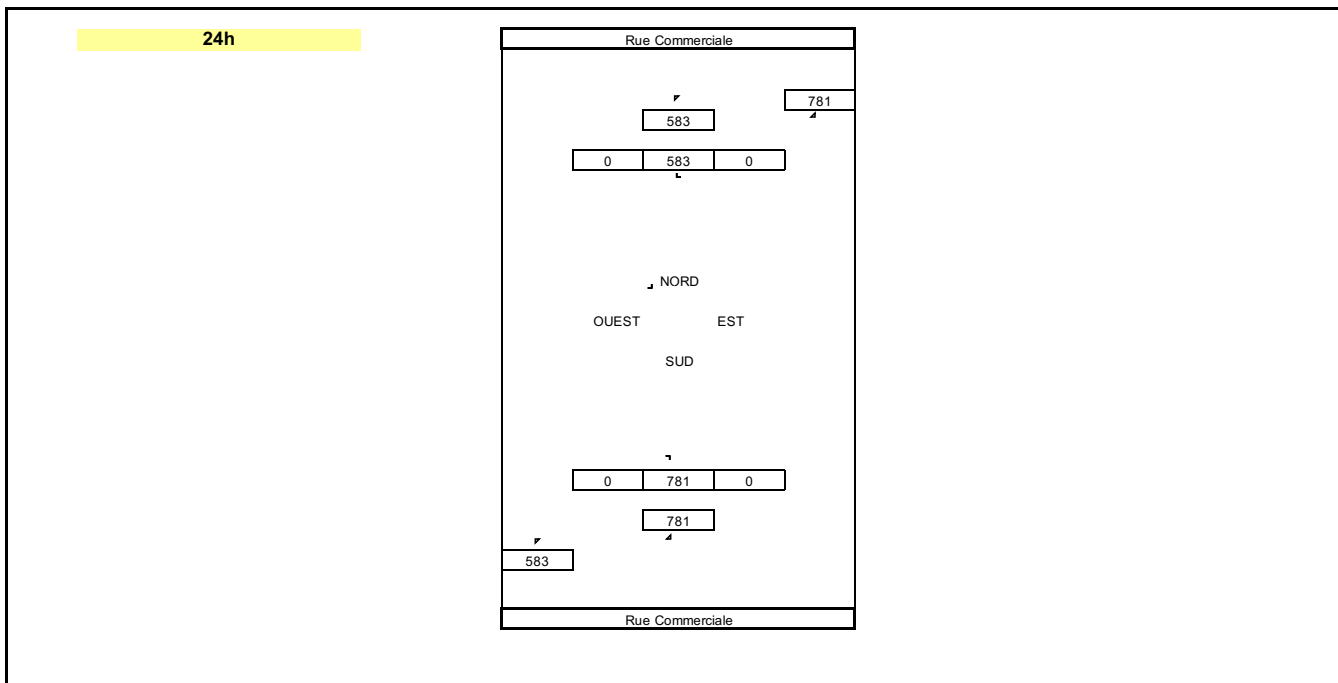 24h
Rue Commerciale
781
583
0 583 0
NORD
OUEST EST
SUD
0 781 0
781
583
Rue Commerciale